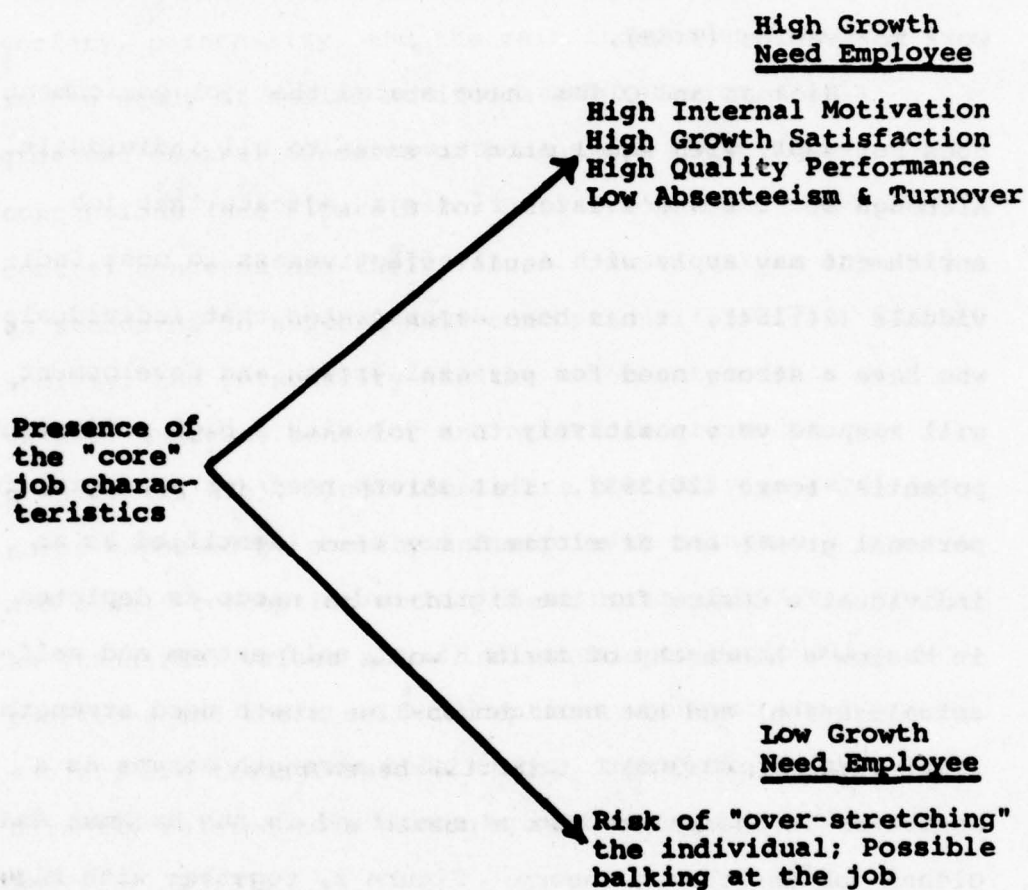 High Growth
Need Employee
High Internal Motivation
High Growth Satisfaction
High Quality Performance
Low Absenteeism & Turnover
Presence of
the "core"
job charac-
teristics
Low Growth
Need Employee
Risk of "over-stretching"
the individual; Possible
balking at the job